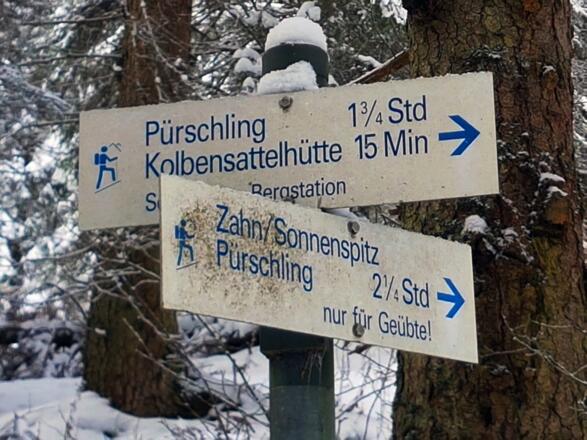 Pürschling 1¾ Std
Kolbensattelhütte 15 Min
Bergstation
Zahn/Sonnenspitz
Pürschling 2¼ Std
nur für Geübte!